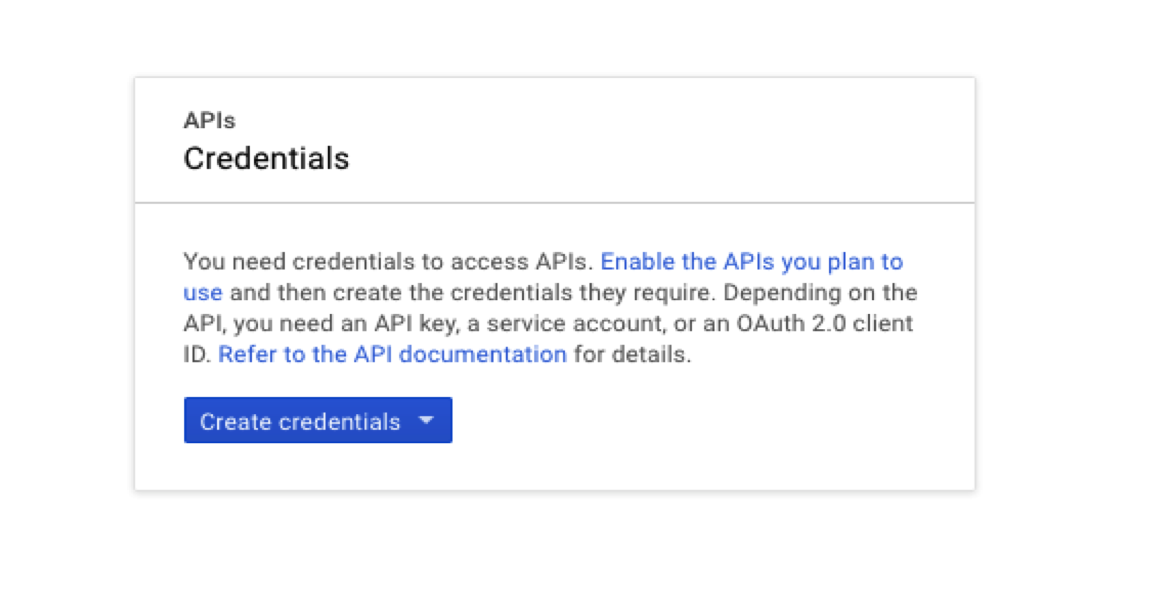 APIs
Credentials
You need credentials to access APIs. Enable the APIs you plan to
use and then create the credentials they require. Depending on the
API, you need an API key, a service account, or an OAuth 2.0 client
ID. Refer to the API documentation for details.
Create credentials